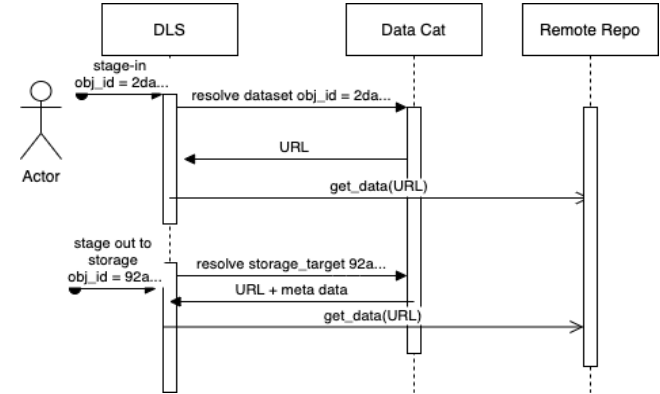 DLS
Data Cat
Remote Repo
stage-in
obj_id = 2da...
resolve dataset obj_id = 2da...
URL
Actor
get_data(URL)
stage out to
storage
obj_id = 92a...
resolve storage_target 92a...
URL + meta data
get_data(URL)